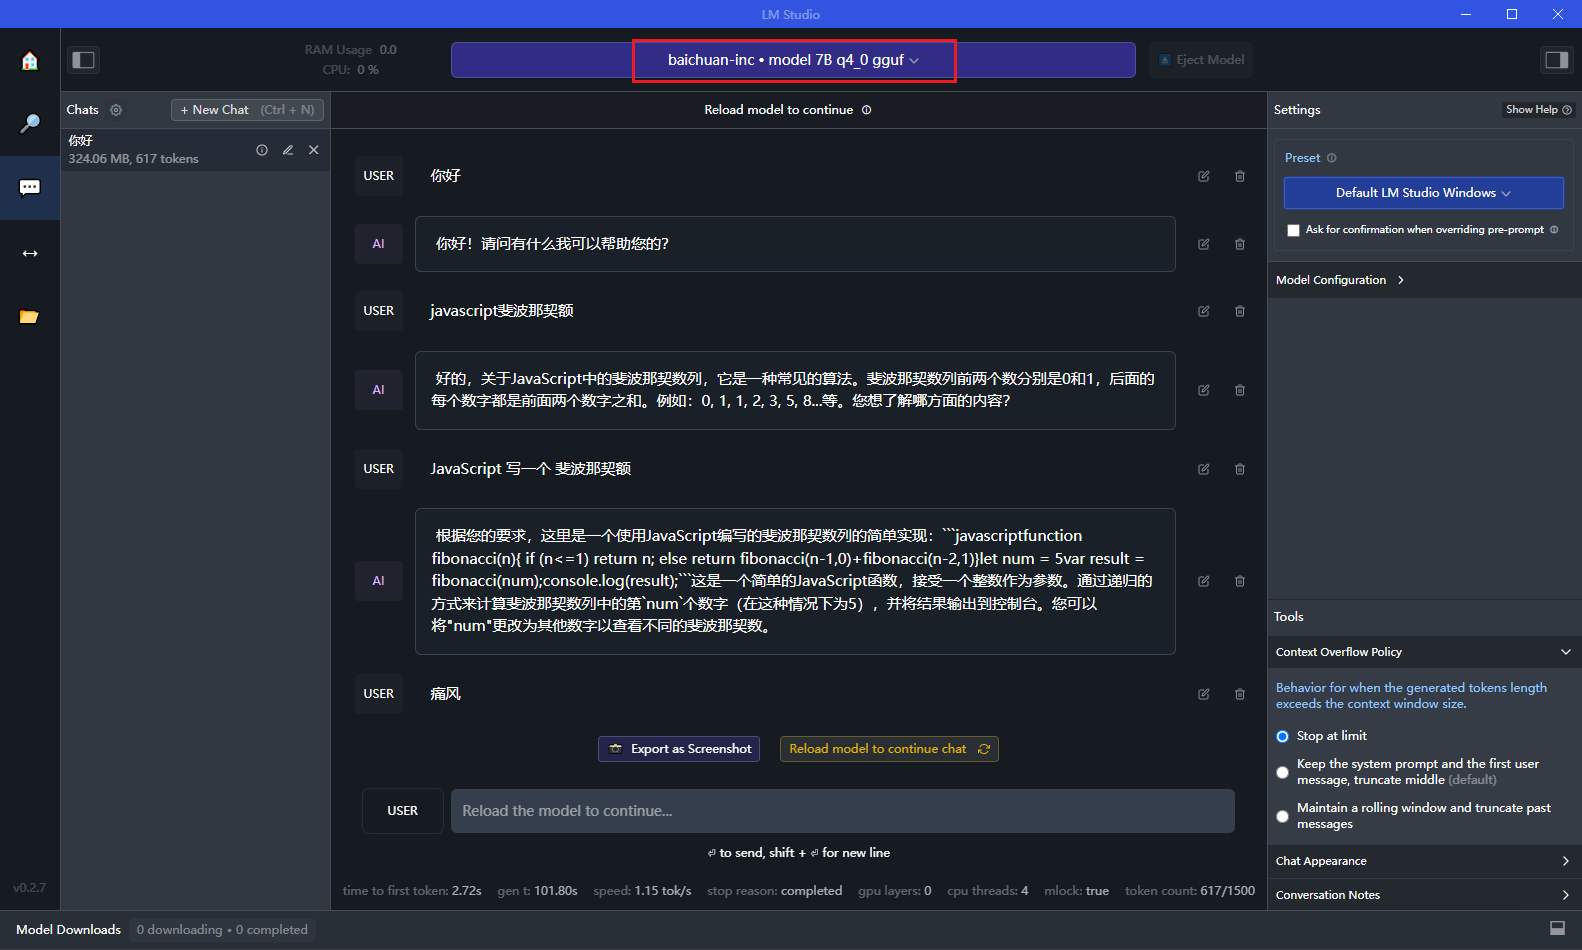 LM Studio
RAM Usage 0.0
CPU: 0 %
baichuan-inc • model 7B q4_0 gguf
Eject Model
Chats
+ New Chat (Ctrl + N)
Reload model to continue
Settings
Show Help
你好
324.06 MB, 617 tokens
USER
你好
AI
你好！请问有什么我可以帮助您的？
USER
javascript斐波那契额
AI
好的，关于JavaScript中的斐波那契数列，它是一种常见的算法。斐波那契数列前两个数分别是0和1，后面的
每个数字都是前面两个数字之和。例如：0, 1, 1, 2, 3, 5, 8...等。您想了解哪方面的内容？
USER
JavaScript 写一个 斐波那契额
AI
根据您的要求，这里是一个使用JavaScript编写的斐波那契数列的简单实现：```javascriptfunction
fibonacci(n){ if (n<=1) return n; else return fibonacci(n-1,0)+fibonacci(n-2,1)}let num = 5var result =
fibonacci(num);console.log(result);```这是一个简单的JavaScript函数，接受一个整数作为参数。通过递归的
方式来计算斐波那契数列中的第`num`个数字（在这种情况下为5），并将结果输出到控制台。您可以
将"num"更改为其他数字以查看不同的斐波那契数。
USER
痛风
Export as Screenshot
Reload model to continue chat
USER
Reload the model to continue...
⏎ to send, shift + ⏎ for new line
time to first token: 2.72s gen t: 101.80s speed: 1.15 tok/s stop reason: completed gpu layers: 0 cpu threads: 4 mlock: true token count: 617/1500
Preset
Default LM Studio Windows
Ask for confirmation when overriding pre-prompt
Model Configuration
Tools
Context Overflow Policy
Behavior for when the generated tokens length
exceeds the context window size.
Stop at limit
Keep the system prompt and the first user
message, truncate middle (default)
Maintain a rolling window and truncate past
messages
Chat Appearance
Conversation Notes
v0.2.7
Model Downloads
0 downloading • 0 completed